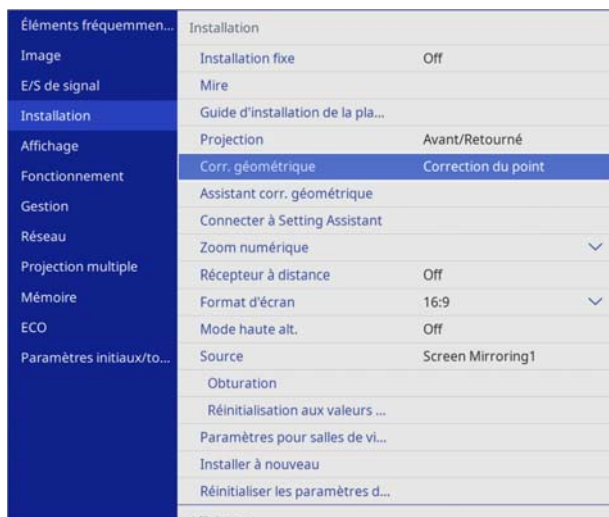 Éléments fréquemmen...
Image
E/S de signal
Installation
Affichage
Fonctionnement
Gestion
Réseau
Projection multiple
Mémoire
ECO
Paramètres initiaux/to...
Installation
Installation fixe Off
Mire
Guide d'installation de la pla...
Projection Avant/Retourné
Corr. géométrique Correction du point
Assistant corr. géométrique
Connecter à Setting Assistant
Zoom numérique
Récepteur à distance Off
Format d'écran 16:9
Mode haute alt. Off
Source Screen Mirroring1
Obturation
Réinitialisation aux valeurs ...
Paramètres pour salles de vi...
Installer à nouveau
Réinitialiser les paramètres d...